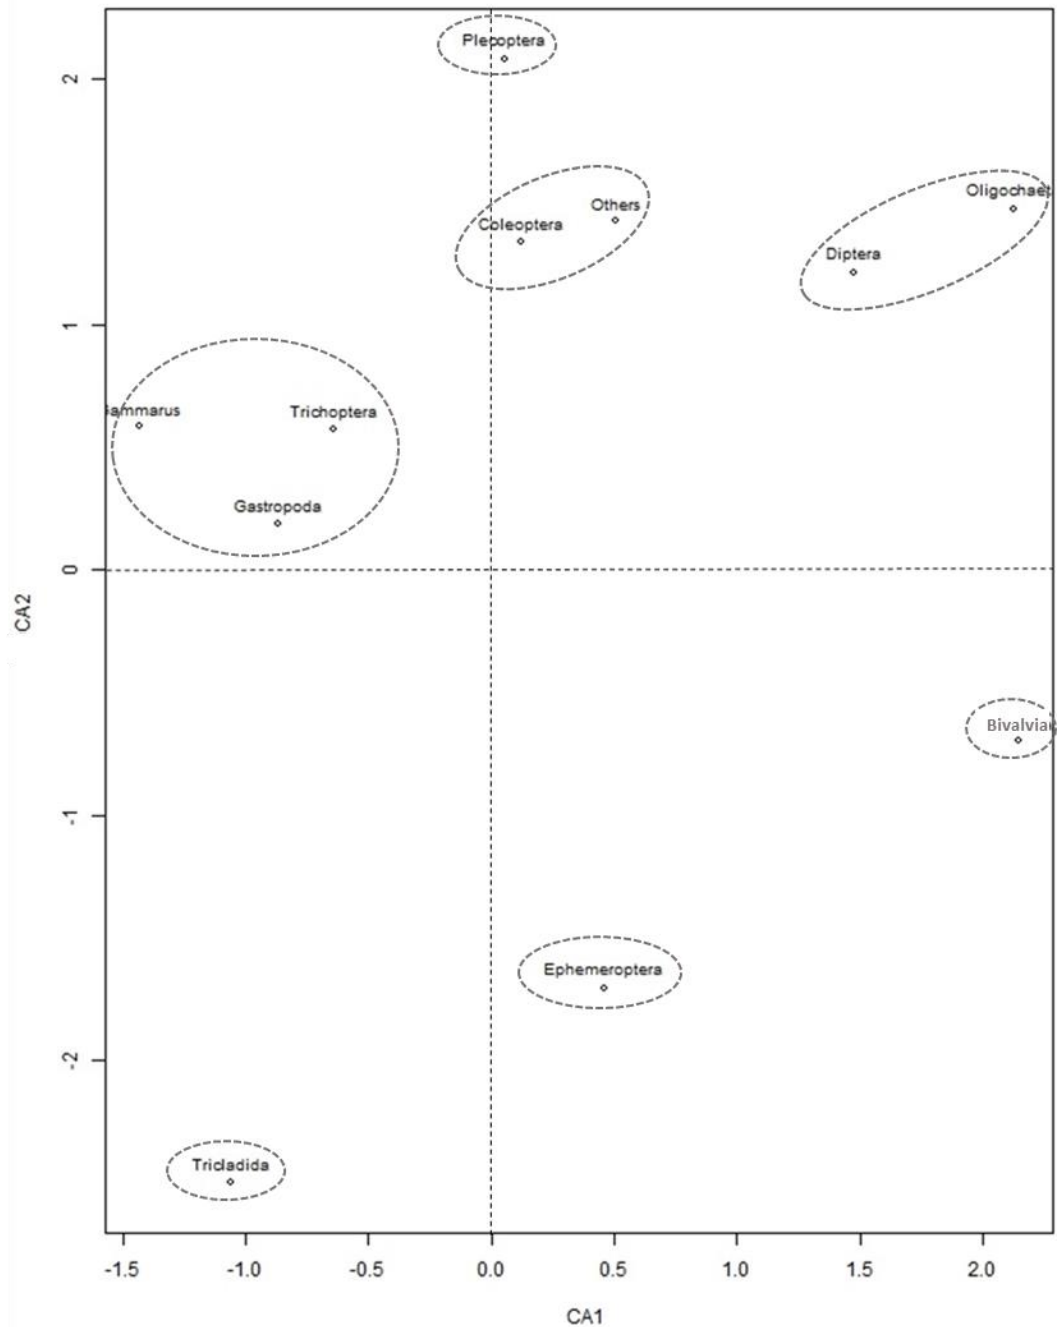 Plecoptera
2
Oligochaet
Others
Coleoptera
Diptera
1
ammarus
Trichoptera
Gastropoda
0
CA2
Bivalvia
-1
Ephemeroptera
-2
Tricladida
-1.5 -1.0 -0.5 0.0 0.5 1.0 1.5 2.0
CA1